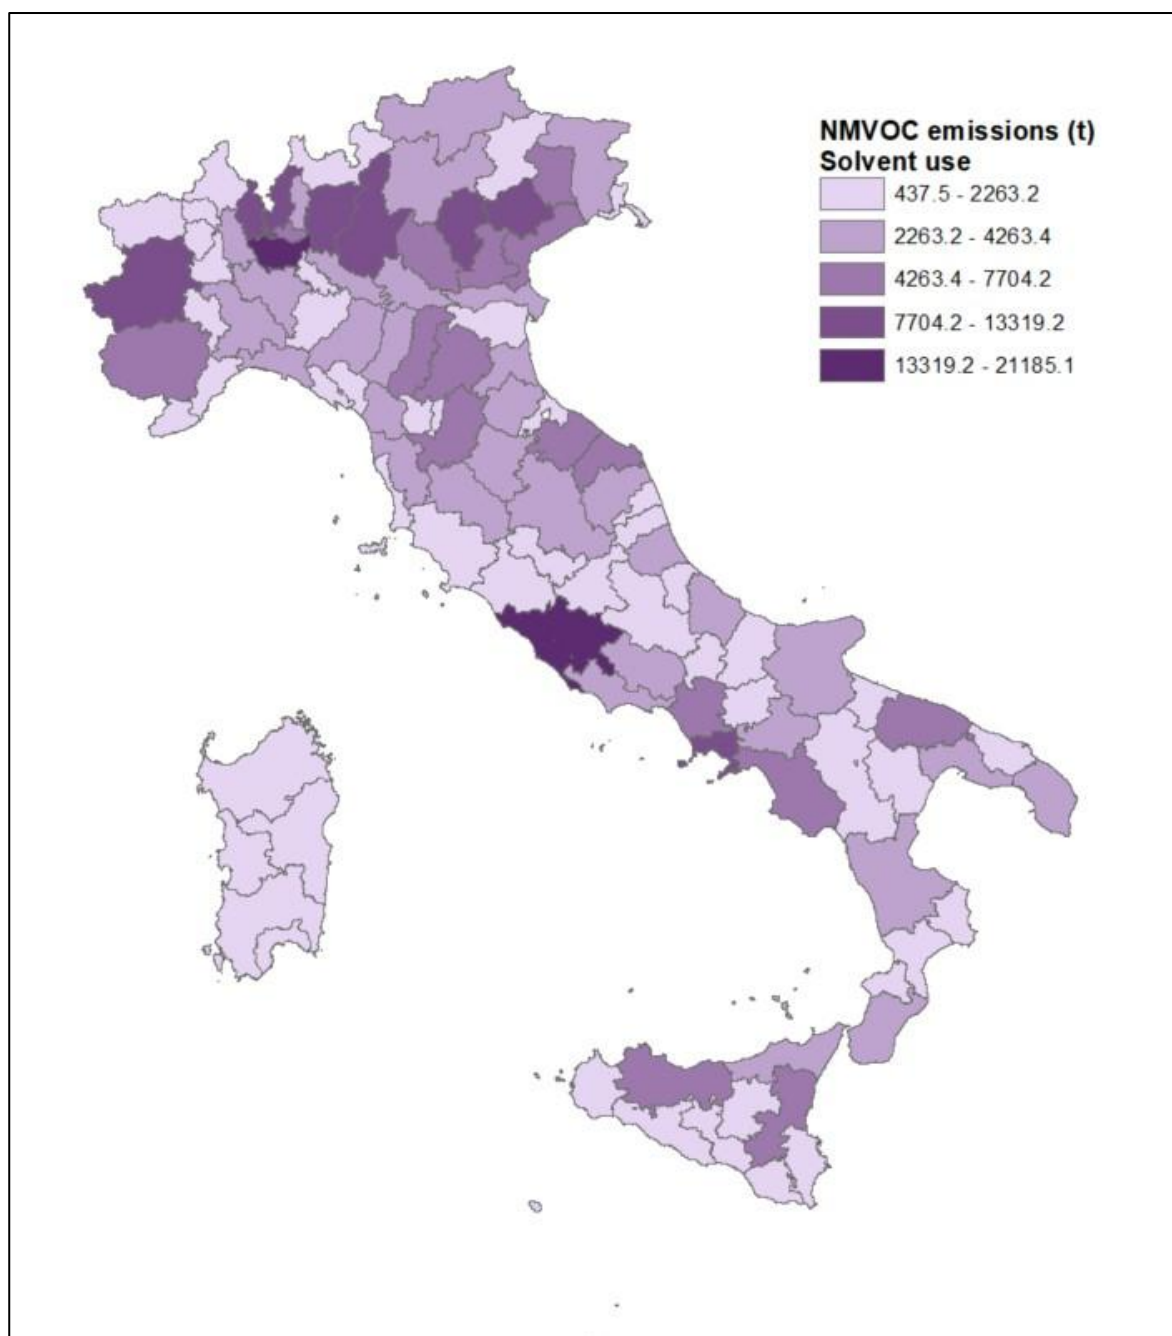 NMVOC emissions (t)
Solvent use
437.5 - 2263.2
2263.2 - 4263.4
4263.4 - 7704.2
7704.2 - 13319.2
13319.2 - 21185.1